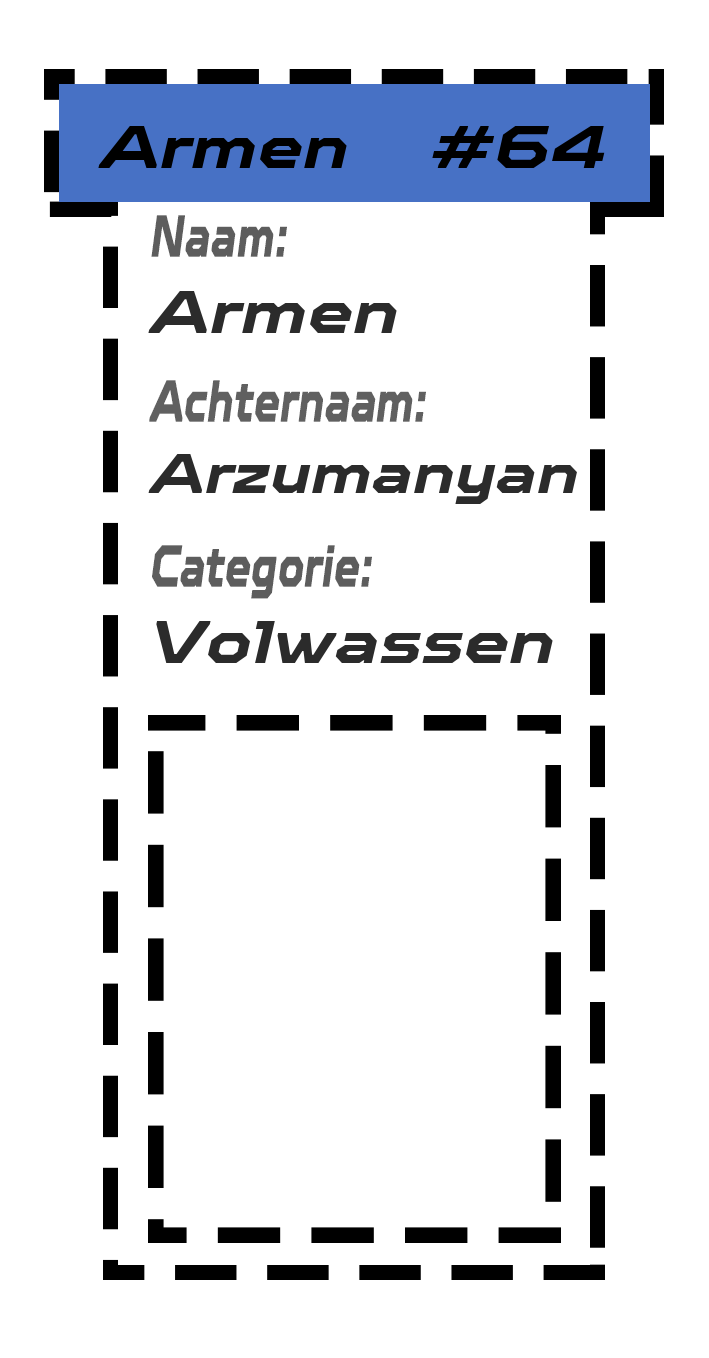 Armen #64
Naam:
Armen
Achternaam:
Arzumanyan
Categorie:
Volwassen